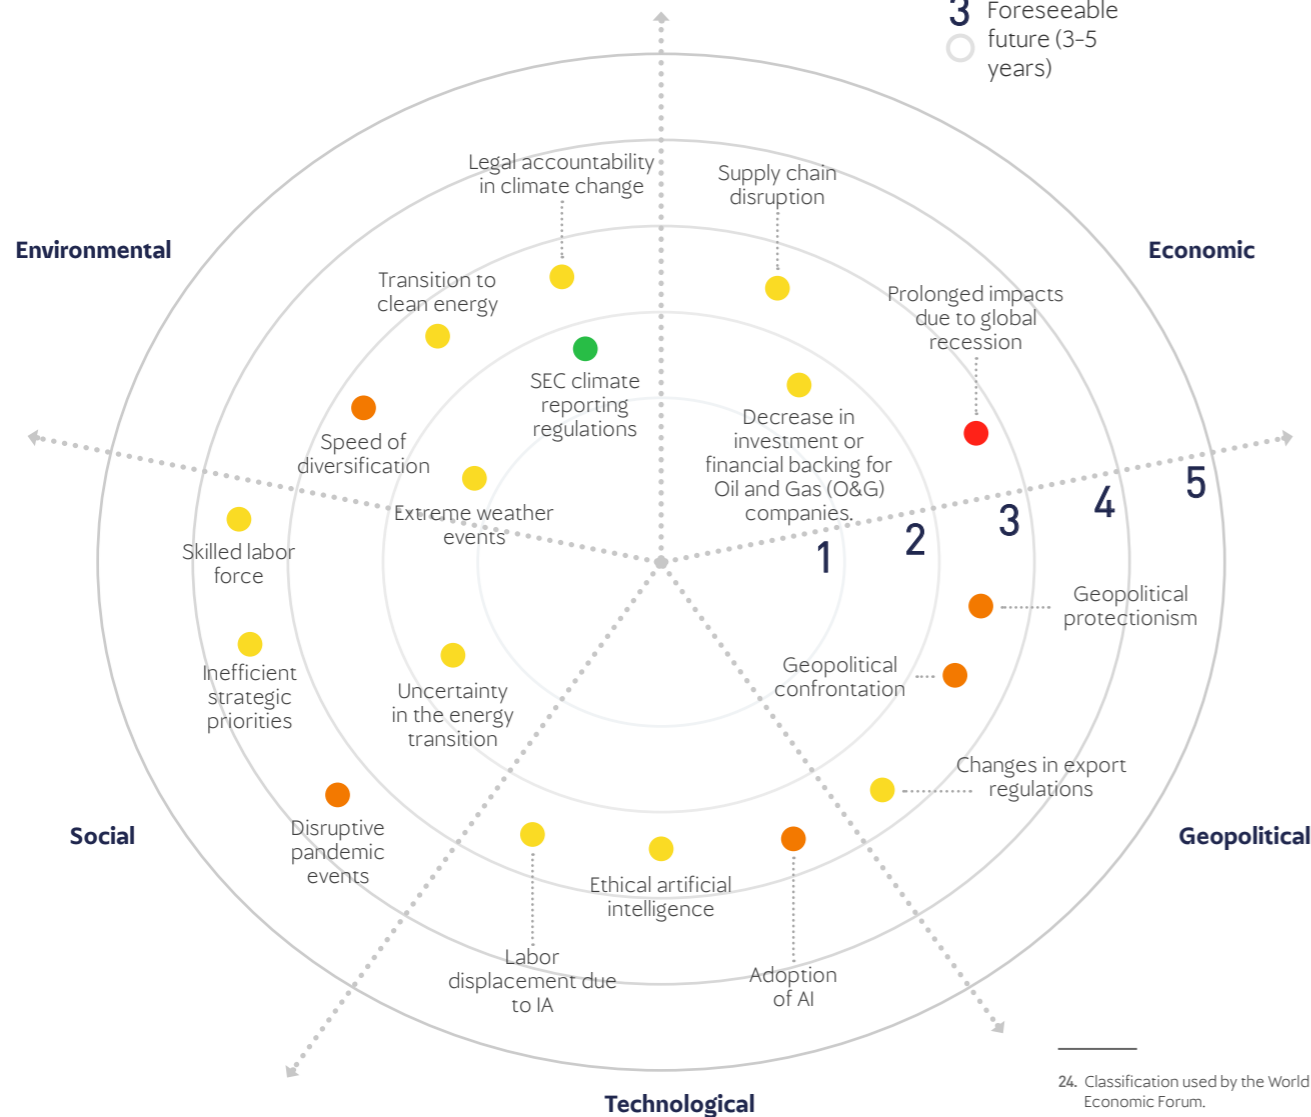 3 Foreseeable
future (3-5
years)
Legal accountability
in climate change
Supply chain
disruption
Environmental
Economic
Transition to
clean energy
Prolonged impacts
due to global
recession
SEC climate
reporting
regulations
Decrease in
investment or
financial backing for
Oil and Gas (O&G)
companies.
Speed of
diversification
Extreme weather
events
1
2
3
4
5
Skilled labor
force
Geopolitical
protectionism
Inefficient
strategic
priorities
Uncertainty
in the energy
transition
Geopolitical
confrontation
Changes in export
regulations
Social
Disruptive
pandemic
events
Geopolitical
Ethical artificial
intelligence
Labor
displacement due
to IA
Adoption
of AI
Technological
24. Classification used by the World
Economic Forum.